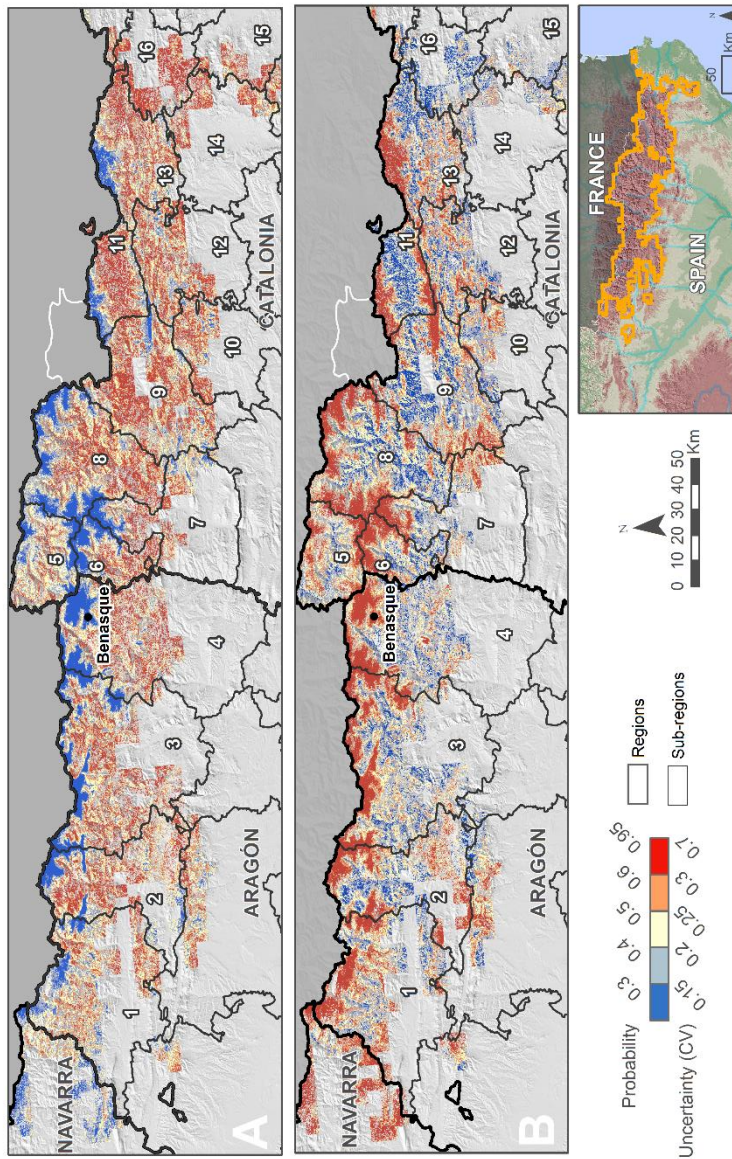 NAVARRA
5
8
11
16
6
Benasque
13
9
1
2
3
4
7
10
12
14
15
ARAGÓN
CATALONIA
A
NAVARRA
5
8
11
16
6
Benasque
13
9
1
2
3
4
7
10
12
14
15
ARAGÓN
CATALONIA
B
Probability
0.3 0.4 0.5 0.6 0.95
Uncertainty (CV)
0.15 0.2 0.25 0.3 0.7
Regions
Sub-regions
N
0 10 20 30 40 50
Km
FRANCE
SPAIN
N
50
Km